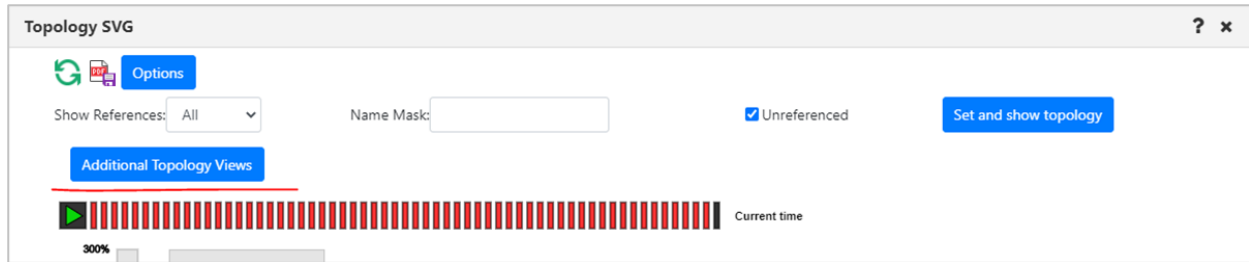 Topology SVG ? ×
PDF Options
Show References: All Name Mask: Unreferenced Set and show topology
Additional Topology Views
Current time
300%